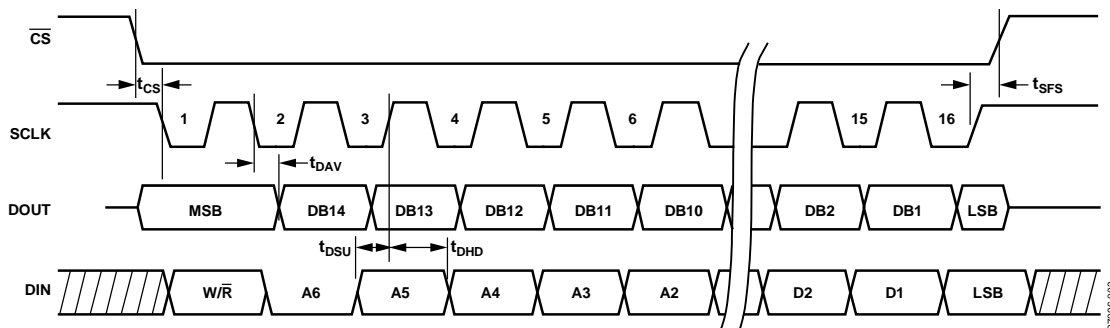 CS
tCS
tSFS
SCLK
1 2 3 4 5 6 15 16
tDAV
DOUT
MSB DB14 DB13 DB12 DB11 DB10 DB2 DB1 LSB
tDSU
tDHD
DIN
W/R A6 A5 A4 A3 A2 D2 D1 LSB